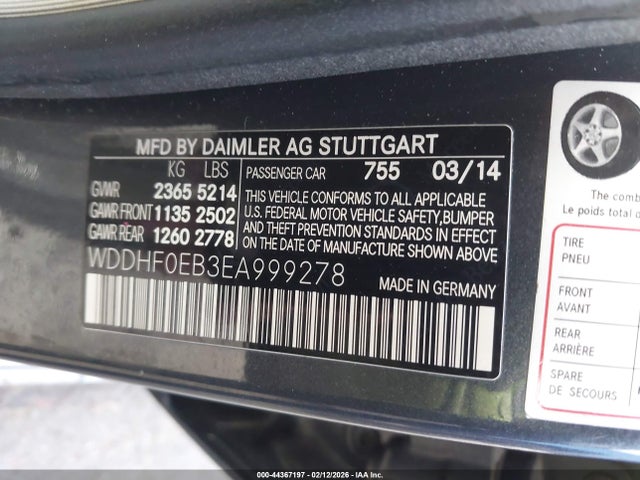 MFD BY DAIMLER AG STUTTGART
KG LBS PASSENGER CAR 755 03/14
GVWR 2365 5214
GAWR FRONT 1135 2502
GAWR REAR 1260 2778
THIS VEHICLE CONFORMS TO ALL APPLICABLE
U.S. FEDERAL MOTOR VEHICLE SAFETY, BUMPER
AND THEFT PREVENTION STANDARDS IN EFFECT
ON THE DATE OF MANUFACTURE SHOWN ABOVE.
WDDHF0EB3EA999278 MADE IN GERMANY
The comb
Le poids total d
TIRE
PNEU
FRONT
AVANT
REAR
ARRIÈRE
SPARE
DE SECOURS
000-44367197 - 02/12/2026 - IAA Inc.